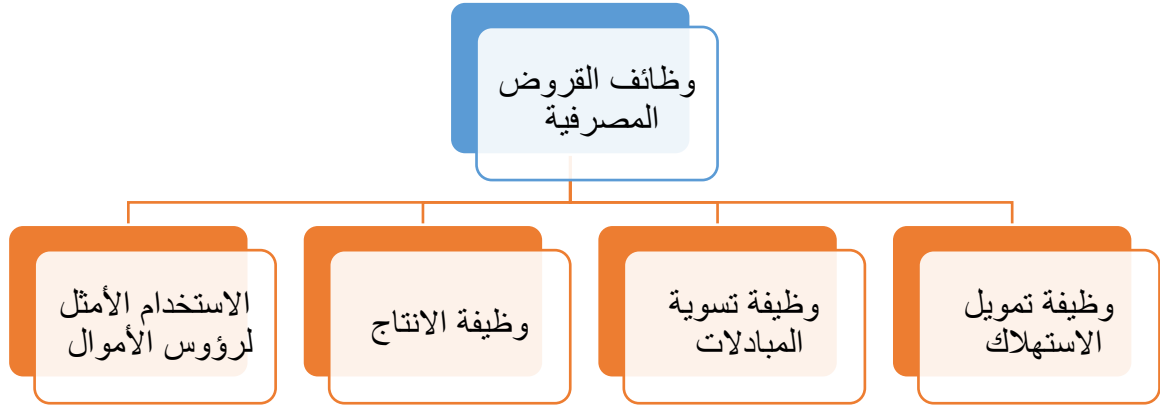 وظائف القروض
المصرفية
وظيفة تمويل
الاستهلاك
وظيفة تسوية
المبادلات
وظيفة الانتاج
الاستخدام الأمثل
لرؤوس الأموال